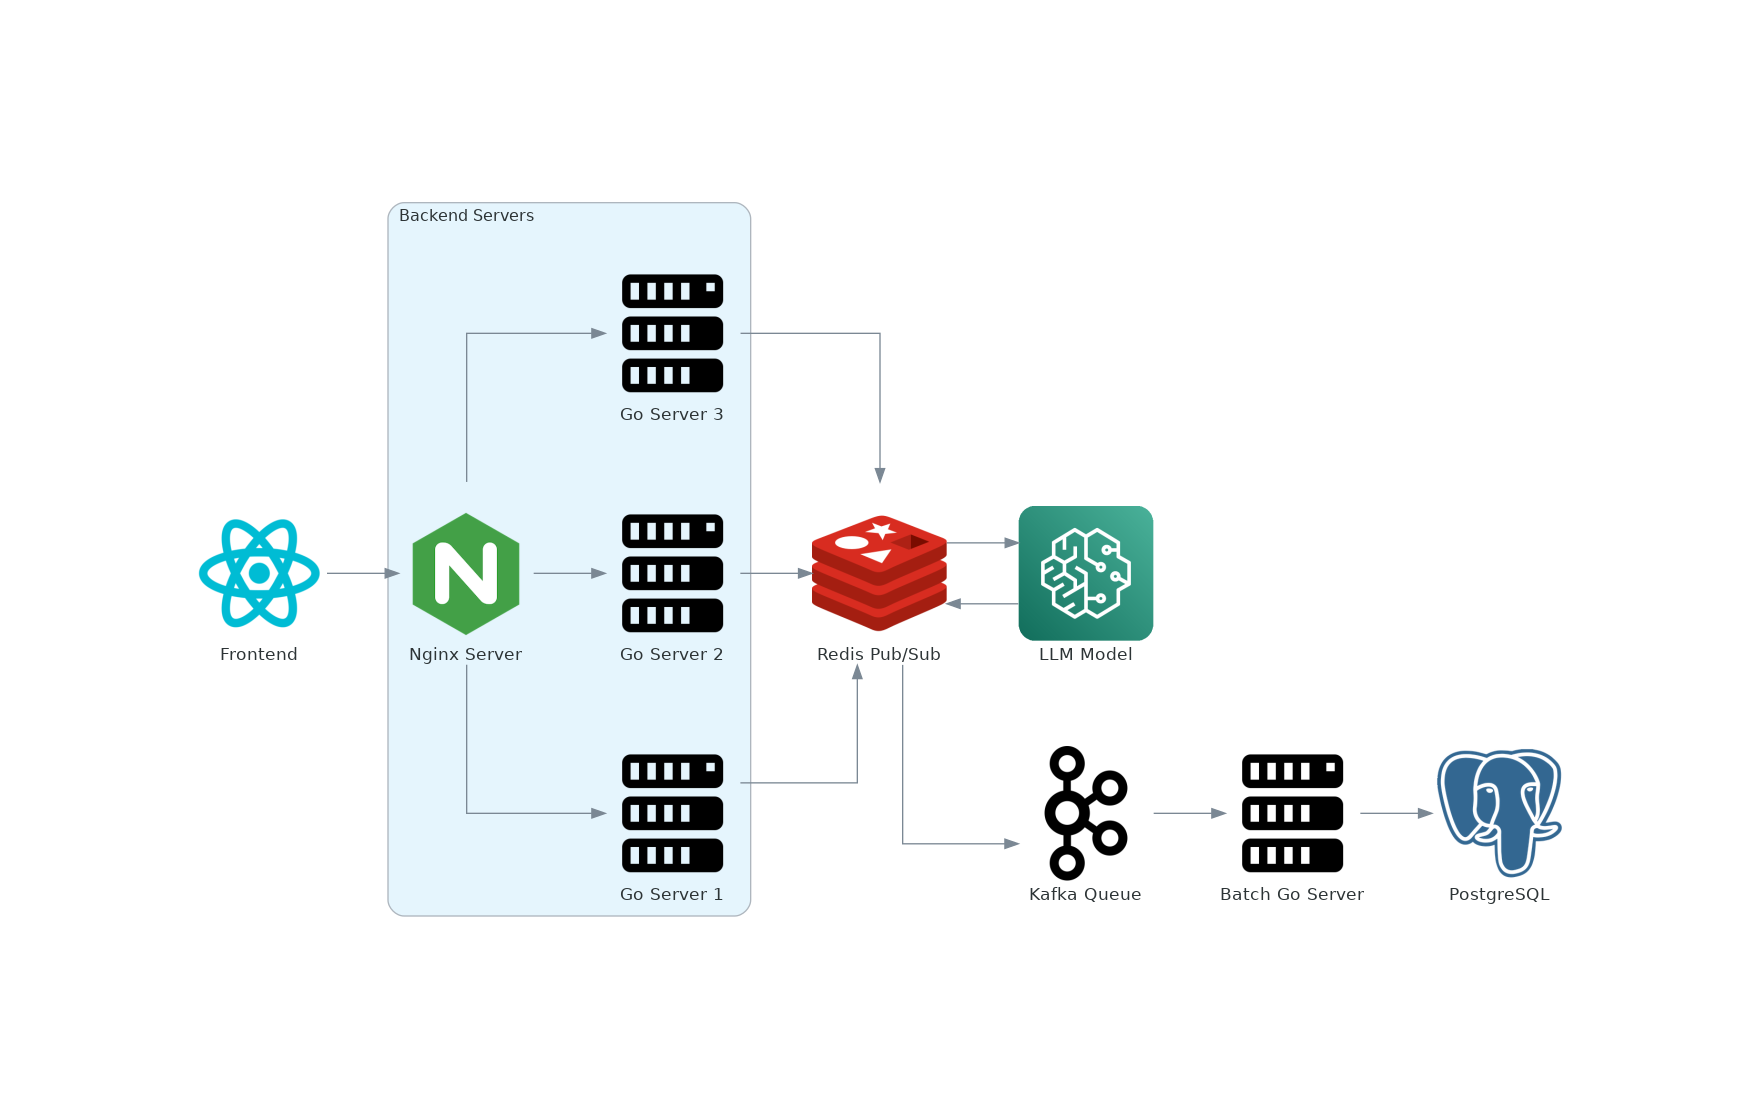 Backend Servers
Go Server 3
Frontend
Nginx Server
Go Server 2
Redis Pub/Sub
LLM Model
Go Server 1
Kafka Queue
Batch Go Server
PostgreSQL